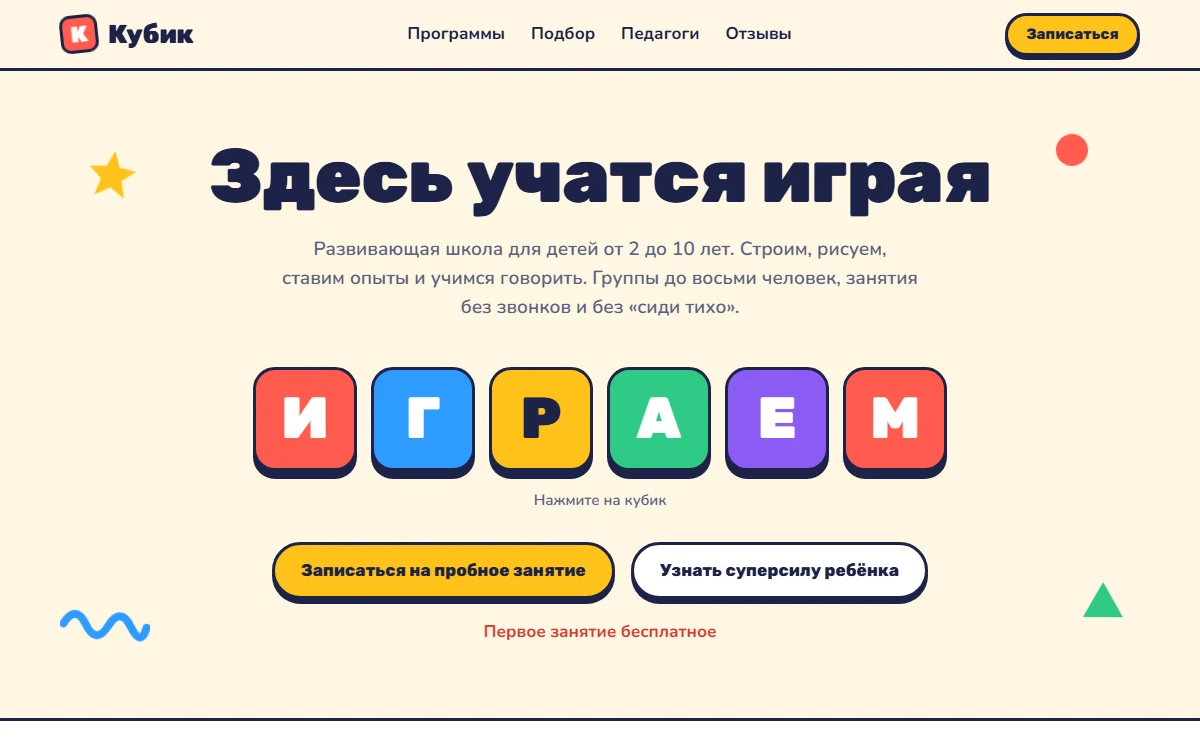 К Кубик
Программы Подбор Педагоги Отзывы
Записаться
Здесь учатся играя
Развивающая школа для детей от 2 до 10 лет. Строим, рисуем,
ставим опыты и учимся говорить. Группы до восьми человек, занятия
без звонков и без «сиди тихо».
И Г Р А Е М
Нажмите на кубик
Записаться на пробное занятие
Узнать суперсилу ребёнка
Первое занятие бесплатное